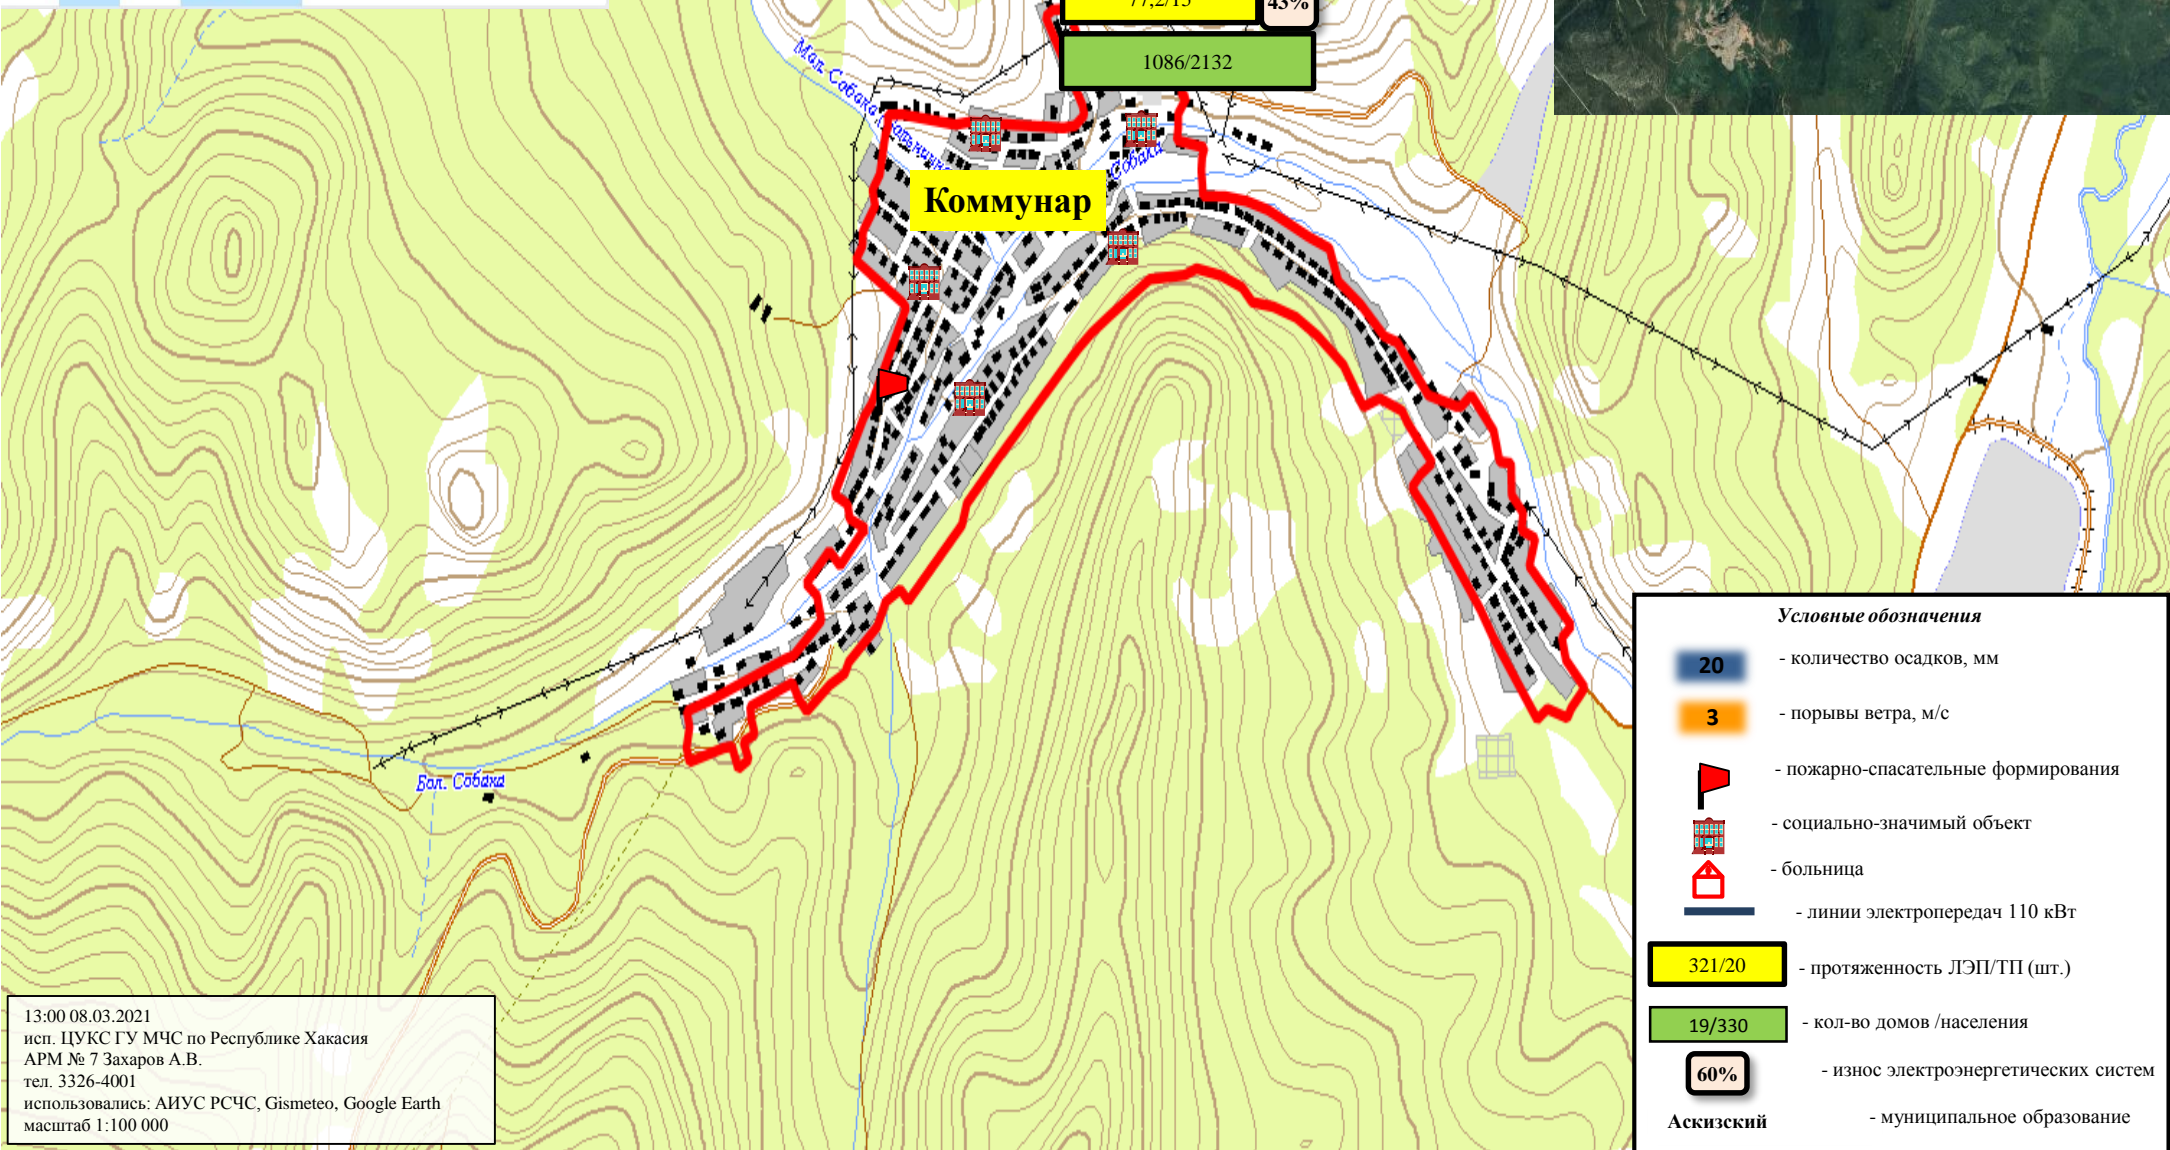 77,2/15
43%
1086/2132
Мал. Собака
Собака
Коммунар
Бол. Собака
Условные обозначения
20 - количество осадков, мм
3 - порывы ветра, м/с
- пожарно-спасательные формирования
- социально-значимый объект
- больница
- линии электропередач 110 кВт
321/20 - протяженность ЛЭП/ТП (шт.)
19/330 - кол-во домов /населения
60% - износ электроэнергетических систем
Аскизский - муниципальное образование
13:00 08.03.2021
исп. ЦУКС ГУ МЧС по Республике Хакасия
АРМ № 7 Захаров А.В.
тел. 3326-4001
использовались: АИУС РСЧС, Gismeteo, Google Earth
масштаб 1:100 000